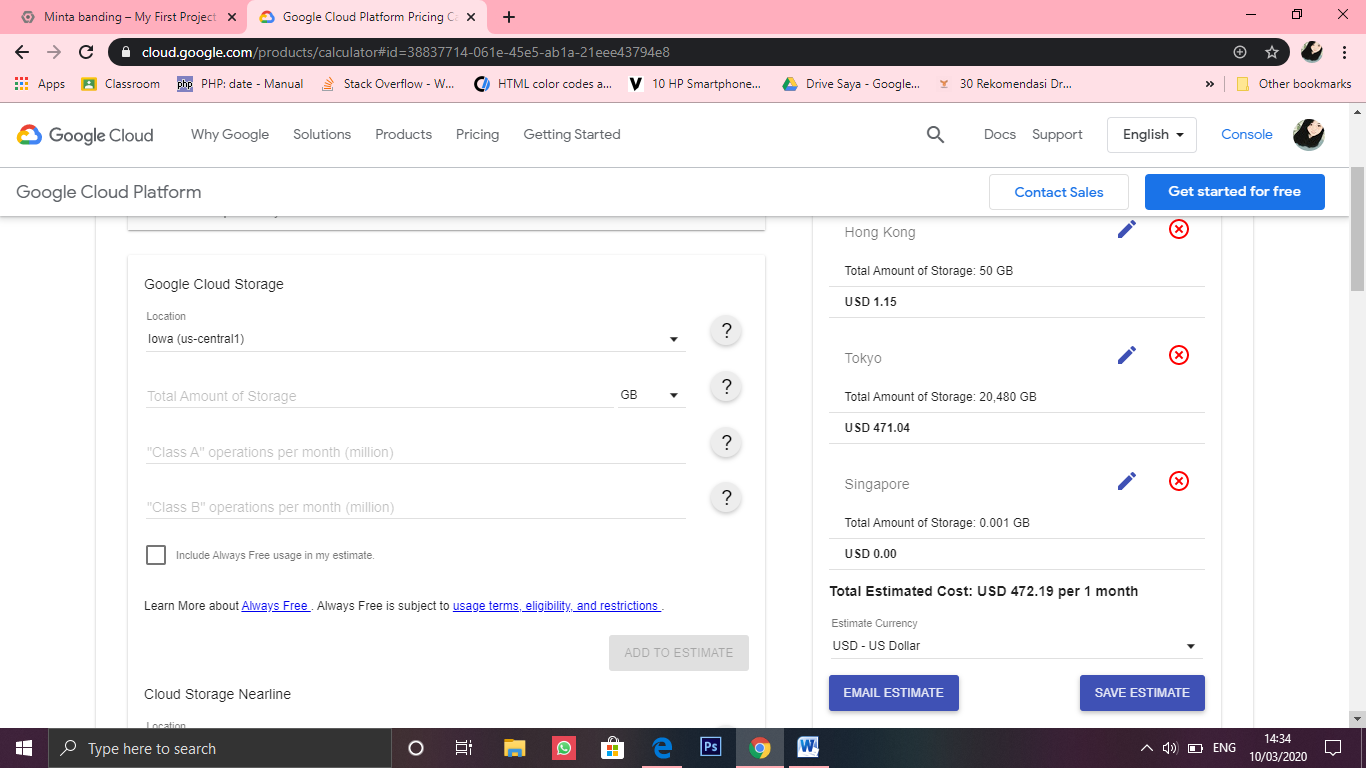 Minta banding – My First Project
Google Cloud Platform Pricing Ca
cloud.google.com/products/calculator#id=38837714-061e-45e5-ab1a-21eee43794e8
Apps
Classroom
php
PHP: date - Manual
Stack Overflow - W...
HTML color codes a...
V
10 HP Smartphone...
Drive Saya - Google...
30 Rekomendasi Dr...
»
Other bookmarks
Google Cloud
Why Google
Solutions
Products
Pricing
Getting Started
Docs
Support
English
Console
Google Cloud Platform
Contact Sales
Get started for free
Google Cloud Storage
Location
Iowa (us-central1)
?
Total Amount of Storage
GB
?
"Class A" operations per month (million)
?
"Class B" operations per month (million)
?
Include Always Free usage in my estimate.
Learn More about Always Free . Always Free is subject to usage terms, eligibility, and restrictions .
ADD TO ESTIMATE
Cloud Storage Nearline
Location
Hong Kong
Total Amount of Storage: 50 GB
USD 1.15
Tokyo
Total Amount of Storage: 20,480 GB
USD 471.04
Singapore
Total Amount of Storage: 0.001 GB
USD 0.00
Total Estimated Cost: USD 472.19 per 1 month
Estimate Currency
USD - US Dollar
EMAIL ESTIMATE
SAVE ESTIMATE
Type here to search
Ps
W
ENG
14:34
10/03/2020